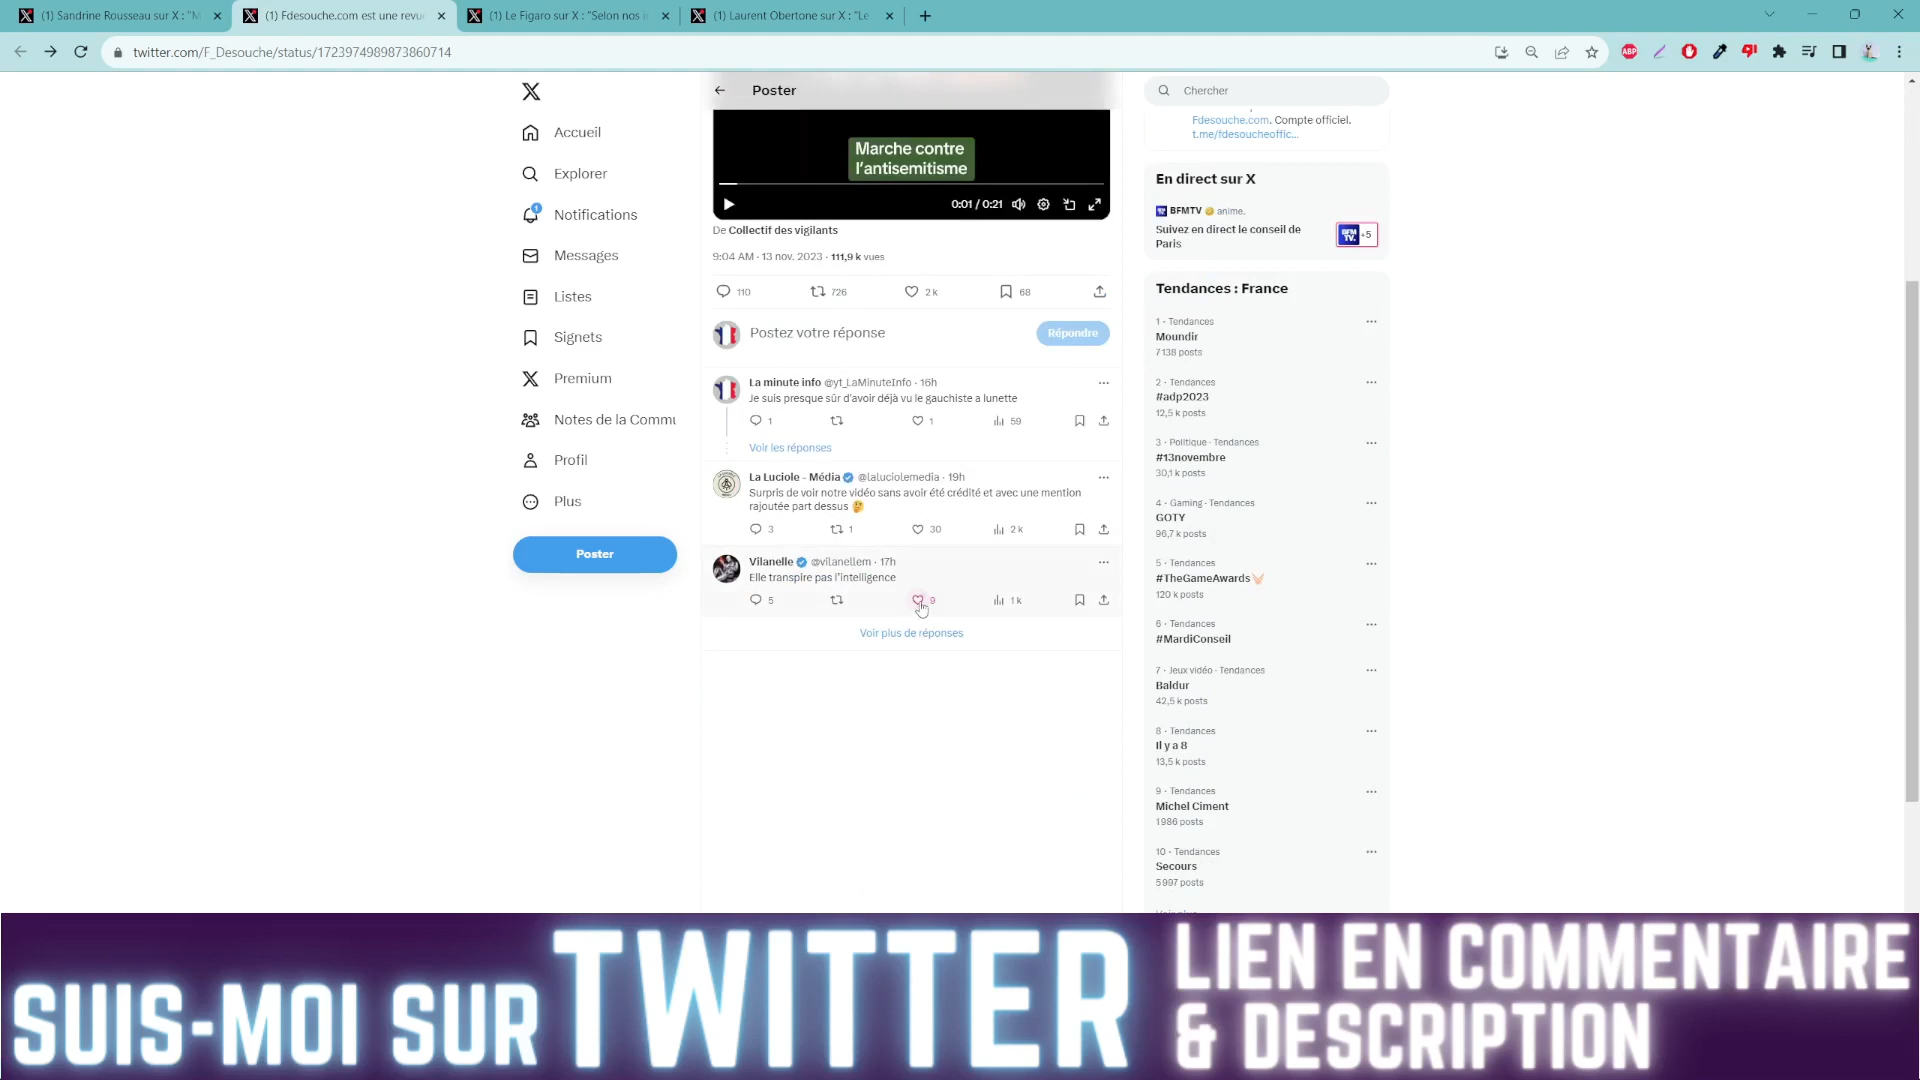 (1) Sandrine Rousseau sur X : "M
(1) Fdesouche.com est une revue
(1) Le Figaro sur X : "Selon nos i
(1) Laurent Obertone sur X : "Le
twitter.com/F_Desouche/status/1723974989873860714
ABP
Accueil
Explorer
1
Notifications
Messages
Listes
Signets
Premium
Notes de la Commu
Profil
Plus
Poster
Poster
Marche contre
l'antisemitisme
0:01 / 0:21
De Collectif des vigilants
9:04 AM · 13 nov. 2023 · 111,9 k vues
110
726
2 k
68
Postez votre réponse
Répondre
La minute info @yt_LaMinuteInfo · 16h
Je suis presque sûr d'avoir déjà vu le gauchiste a lunette
1
1
59
Voir les réponses
La Luciole - Média @laluciolemedia · 19h
Surpris de voir notre vidéo sans avoir été crédité et avec une mention
rajoutée part dessus
3
1
30
2 k
Vilanelle @vilanellem · 17h
Elle transpire pas l'intelligence
5
9
1 k
Voir plus de réponses
Chercher
Fdesouche.com. Compte officiel.
t.me/fdesoucheoffic...
En direct sur X
BFMTV anime.
Suivez en direct le conseil de
Paris
BFM
TV.
+5
Tendances : France
1 · Tendances
Moundir
7 138 posts
2 · Tendances
#adp2023
12,5 k posts
3 · Politique · Tendances
#13novembre
30,1 k posts
4 · Gaming · Tendances
GOTY
96,7 k posts
5 · Tendances
#TheGameAwards
120 k posts
6 · Tendances
#MardiConseil
7 · Jeux vidéo · Tendances
Baldur
42,5 k posts
8 · Tendances
Il y a 8
13,5 k posts
9 · Tendances
Michel Ciment
1 986 posts
10 · Tendances
Secours
5 997 posts
SUIS-MOI SUR TWITTER
LIEN EN COMMENTAIRE
& DESCRIPTION